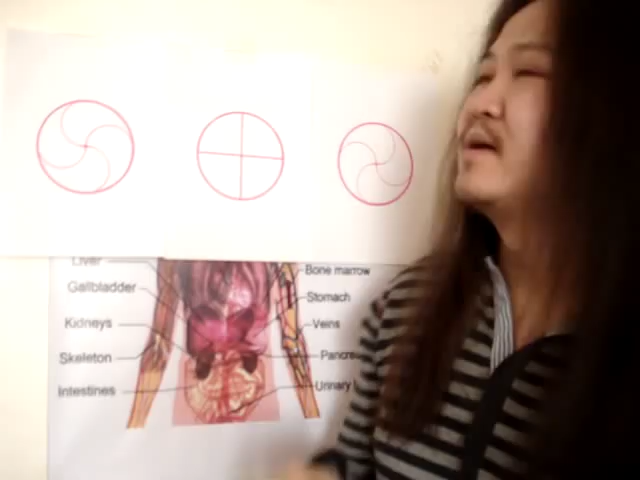 Liver
Gallbladder
Kidneys
Skeleton
Intestines
Bone marrow
Stomach
Veins
Pancre
Urinary